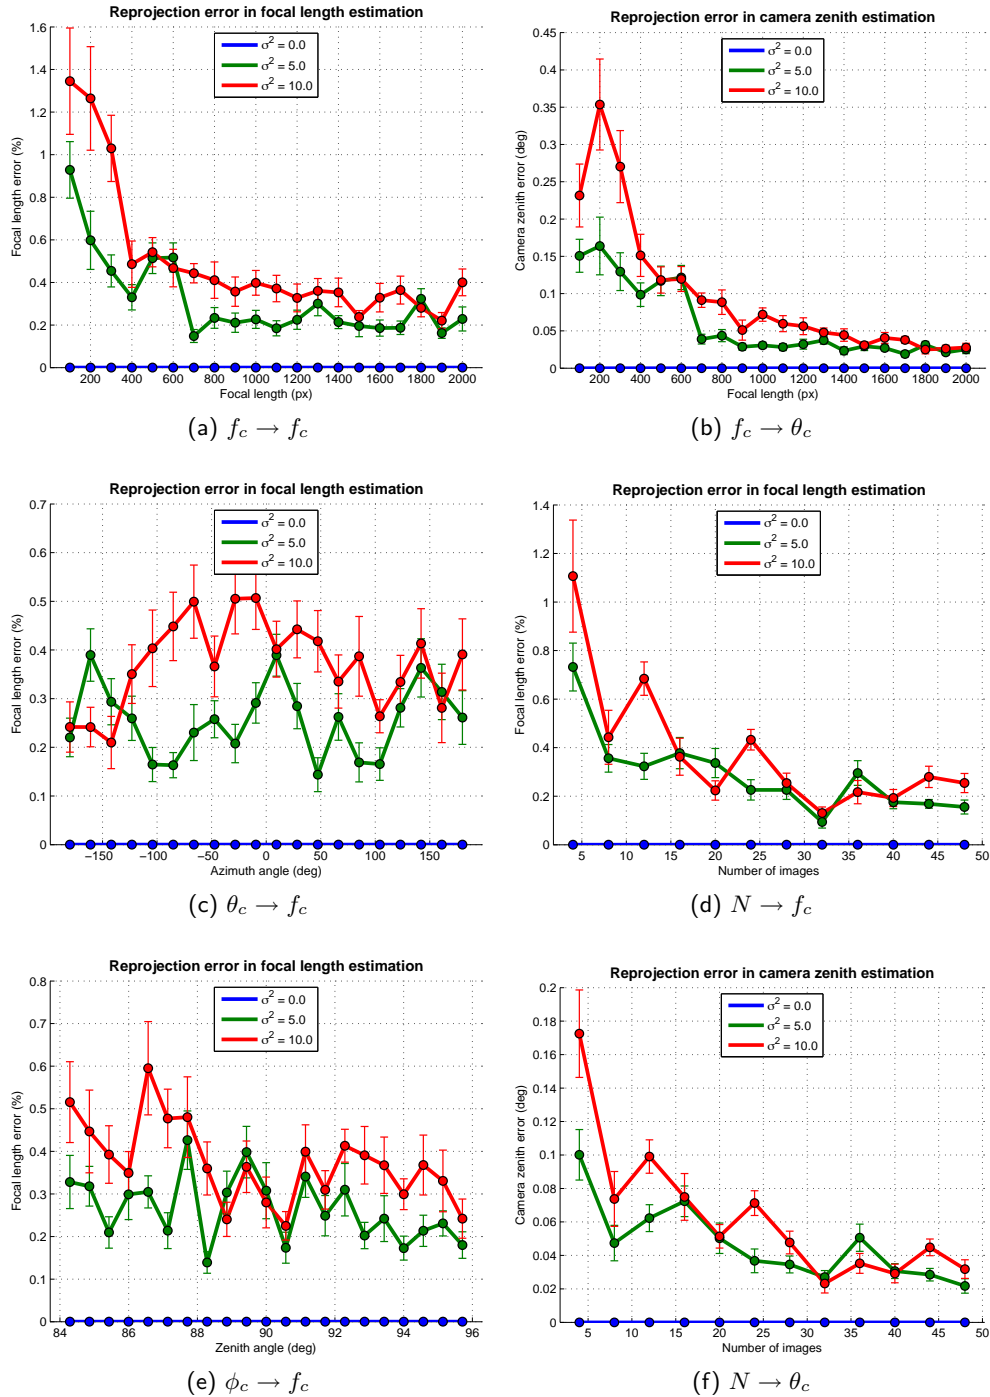 Reprojection error in focal length estimation
Focal length error (%)
σ² = 0.0
σ² = 5.0
σ² = 10.0
1.6
1.4
1.2
1
0.8
0.6
0.4
0.2
0
200 400 600 800 1000 1200 1400 1600 1800 2000
Focal length (px)
(a) f_c → f_c
Reprojection error in camera zenith estimation
Camera zenith error (deg)
σ² = 0.0
σ² = 5.0
σ² = 10.0
0.45
0.4
0.35
0.3
0.25
0.2
0.15
0.1
0.05
0
200 400 600 800 1000 1200 1400 1600 1800 2000
Focal length (px)
(b) f_c → θ_c
Reprojection error in focal length estimation
Focal length error (%)
σ² = 0.0
σ² = 5.0
σ² = 10.0
0.7
0.6
0.5
0.4
0.3
0.2
0.1
0
−150 −100 −50 0 50 100 150
Azimuth angle (deg)
(c) θ_c → f_c
Reprojection error in focal length estimation
Focal length error (%)
σ² = 0.0
σ² = 5.0
σ² = 10.0
1.4
1.2
1
0.8
0.6
0.4
0.2
0
5 10 15 20 25 30 35 40 45 50
Number of images
(d) N → f_c
Reprojection error in focal length estimation
Focal length error (%)
σ² = 0.0
σ² = 5.0
σ² = 10.0
0.8
0.7
0.6
0.5
0.4
0.3
0.2
0.1
0
84 86 88 90 92 94 96
Zenith angle (deg)
(e) ϕ_c → f_c
Reprojection error in camera zenith estimation
Camera zenith error (deg)
σ² = 0.0
σ² = 5.0
σ² = 10.0
0.2
0.18
0.16
0.14
0.12
0.1
0.08
0.06
0.04
0.02
0
5 10 15 20 25 30 35 40 45 50
Number of images
(f) N → θ_c